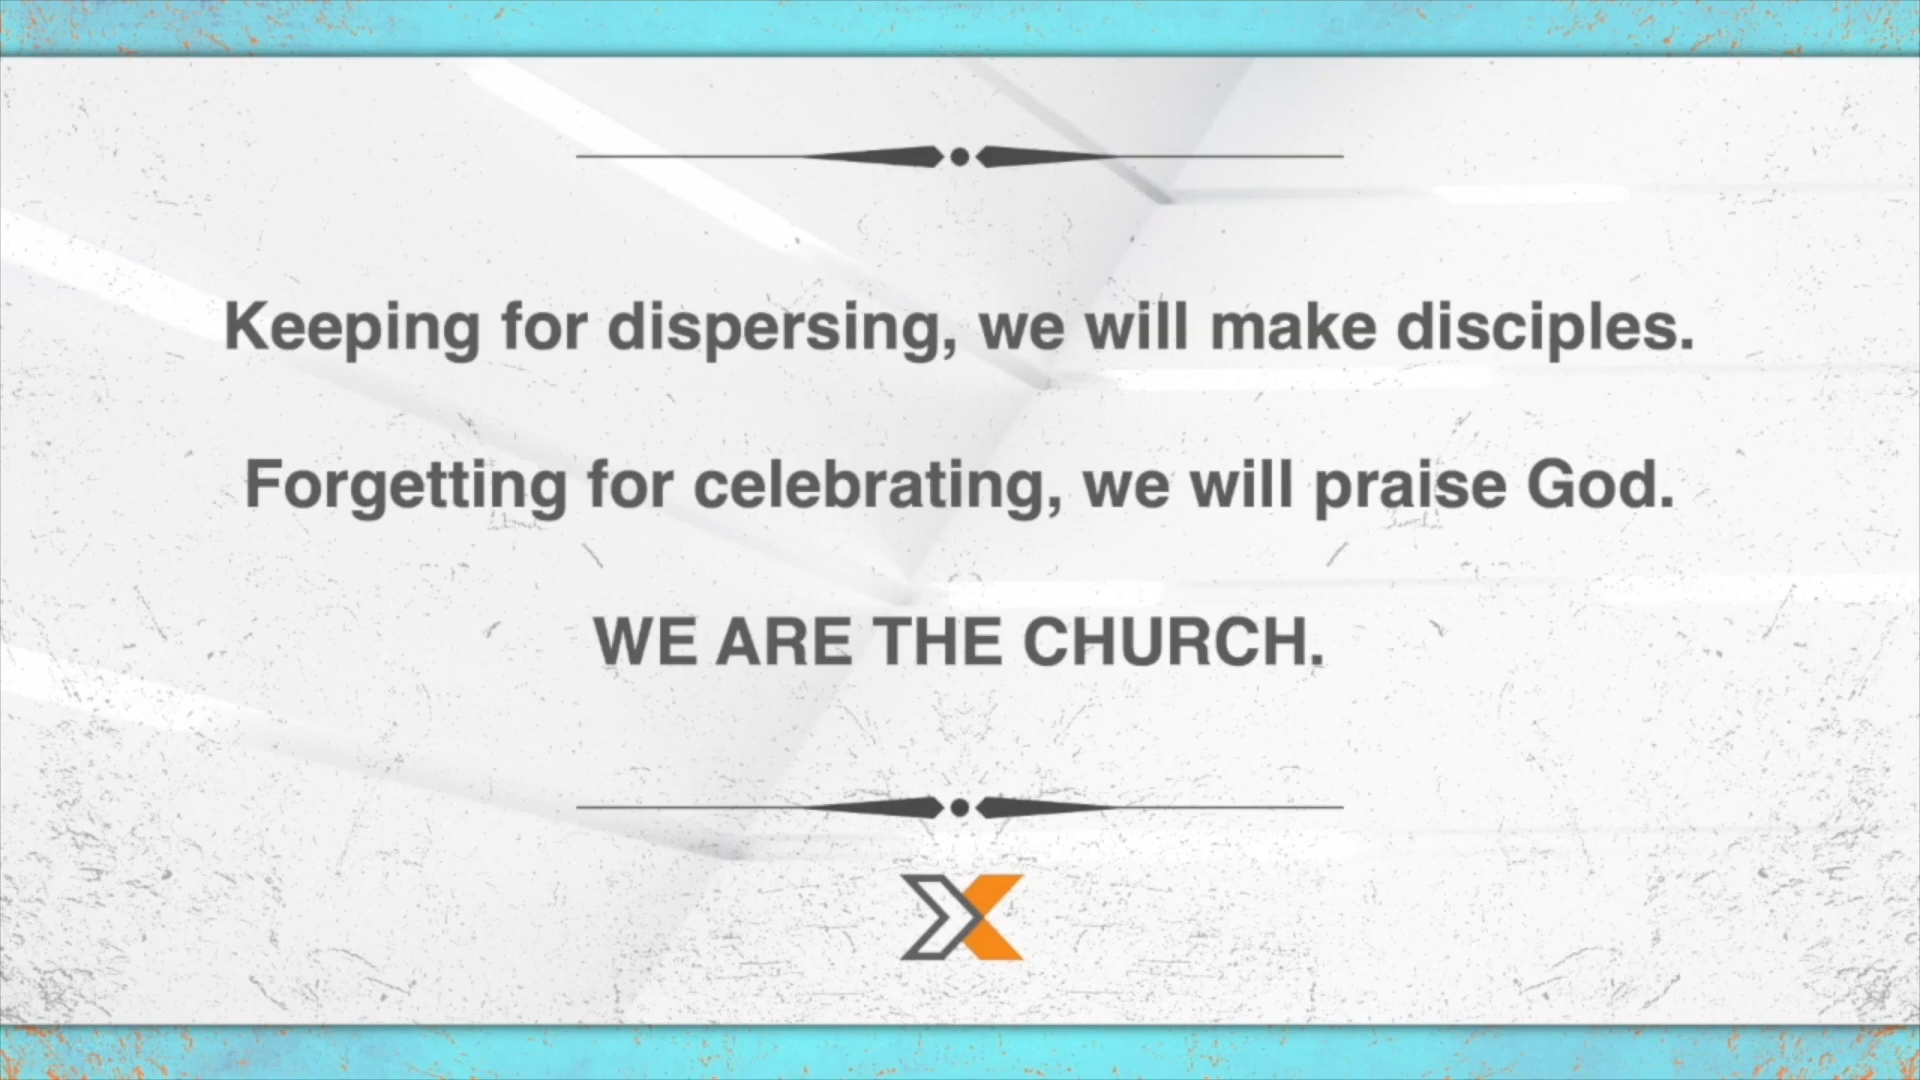 Keeping for dispersing, we will make disciples.
Forgetting for celebrating, we will praise God.
WE ARE THE CHURCH.